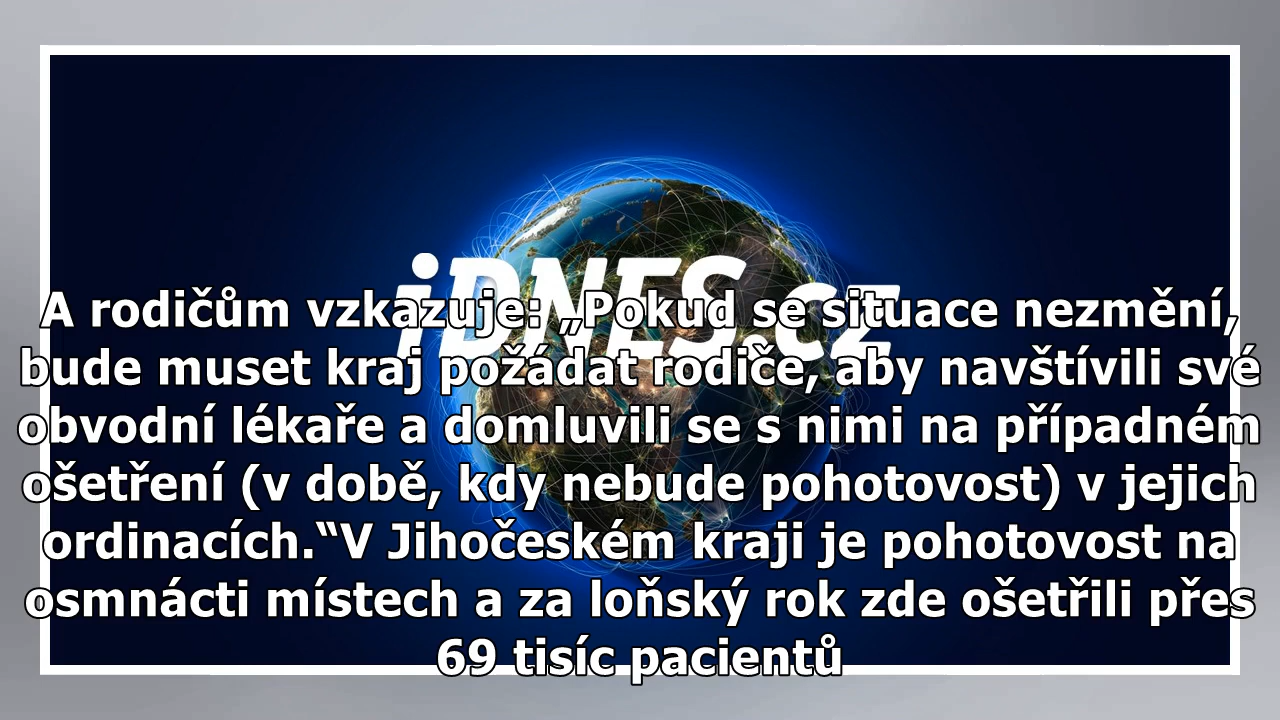 iDNES.cz
A rodičům vzkazuje: „Pokud se situace nezmění,
bude muset kraj požádat rodiče, aby navštívili své
obvodní lékaře a domluvili se s nimi na případném
ošetření (v době, kdy nebude pohotovost) v jejich
ordinacích.“V Jihočeském kraji je pohotovost na
osmnácti místech a za loňský rok zde ošetřili přes
69 tisíc pacientů